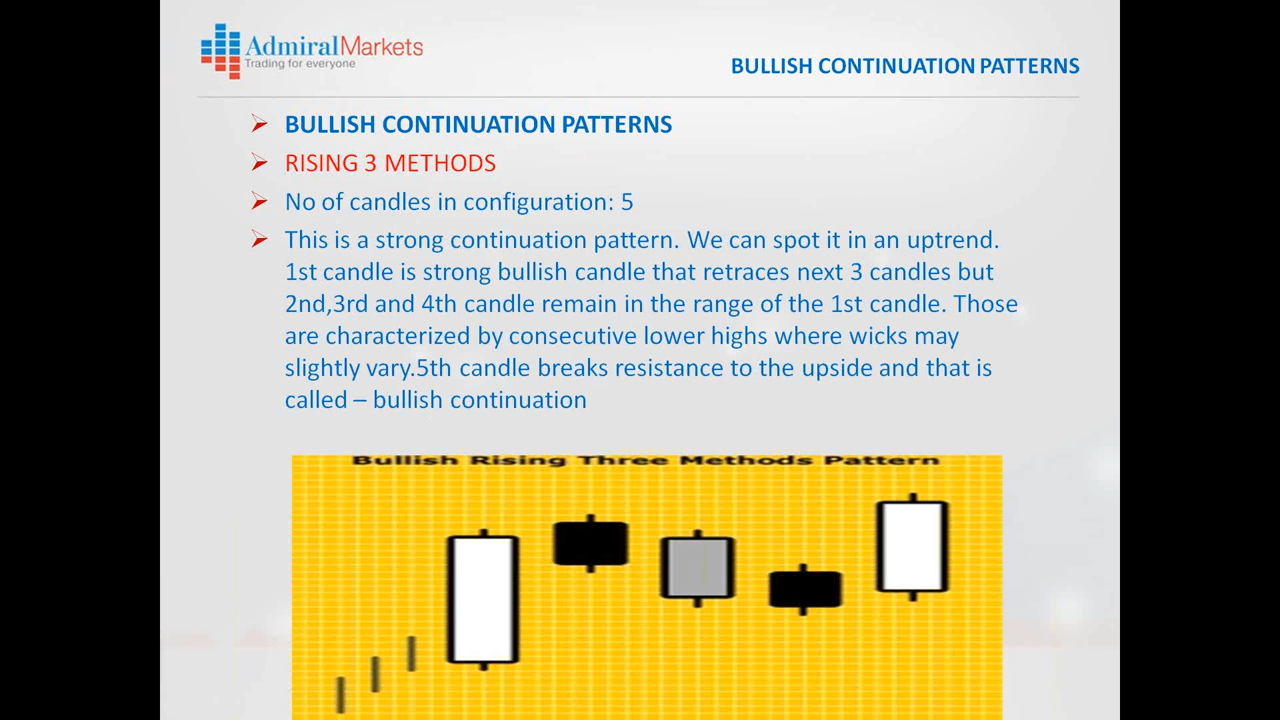 AdmiralMarkets
Trading for everyone
BULLISH CONTINUATION PATTERNS
BULLISH CONTINUATION PATTERNS
RISING 3 METHODS
No of candles in configuration: 5
This is a strong continuation pattern. We can spot it in an uptrend.
1st candle is strong bullish candle that retraces next 3 candles but
2nd,3rd and 4th candle remain in the range of the 1st candle. Those
are characterized by consecutive lower highs where wicks may
slightly vary.5th candle breaks resistance to the upside and that is
called – bullish continuation
Bullish Rising Three Methods Pattern